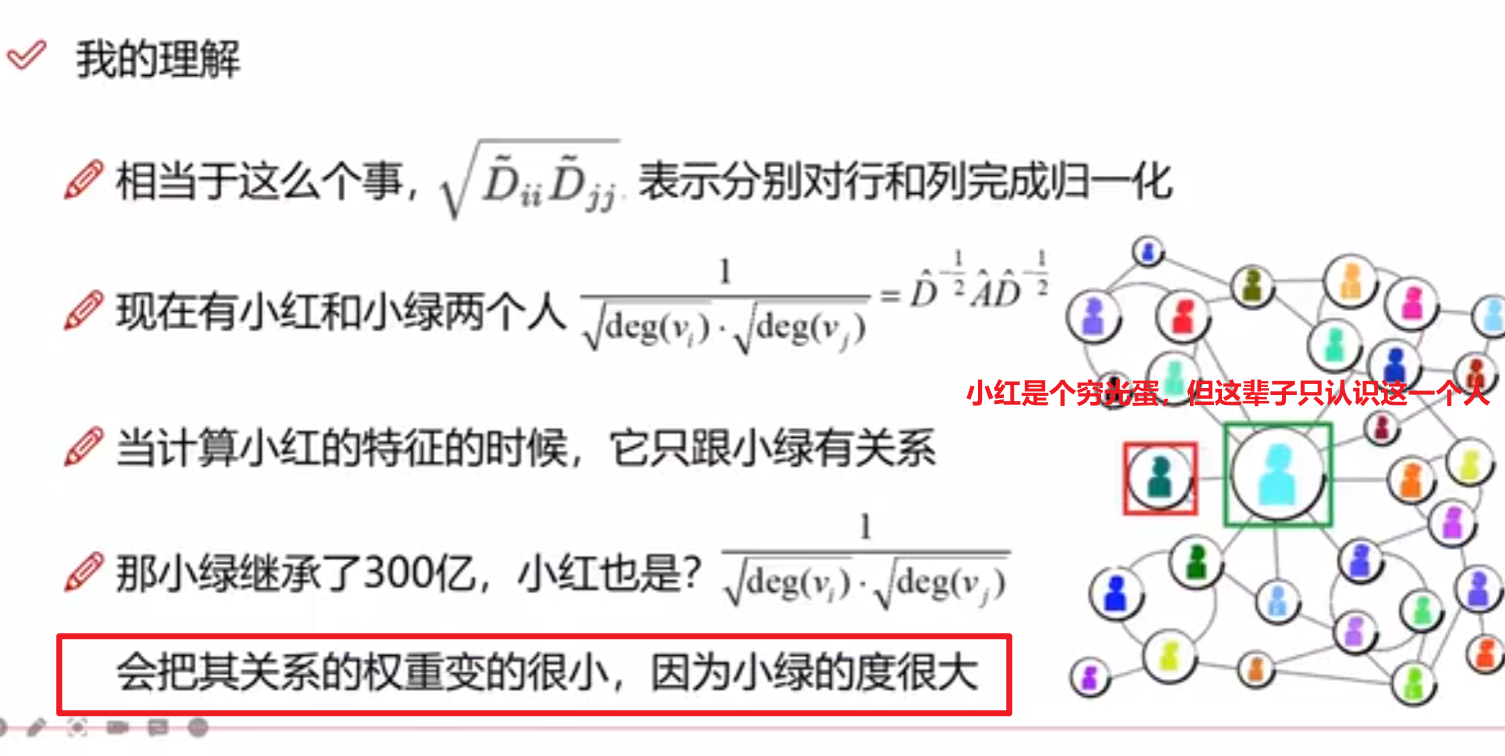 我的理解
相当于这么个事，$\sqrt{\tilde{D}_{ii}\tilde{D}_{jj}}$. 表示分别对行和列完成归一化
现在有小红和小绿两个人 $\frac{1}{\sqrt{\deg(v_i)}\cdot\sqrt{\deg(v_j)}} = \hat{D}^{-\frac{1}{2}}\hat{A}\hat{D}^{-\frac{1}{2}}$
小红是个穷光蛋，但这辈子只认识这一个人
当计算小红的特征的时候，它只跟小绿有关系
那小绿继承了300亿，小红也是？$\frac{1}{\sqrt{\deg(v_i)}\cdot\sqrt{\deg(v_j)}}$
会把其关系的权重变的很小，因为小绿的度很大